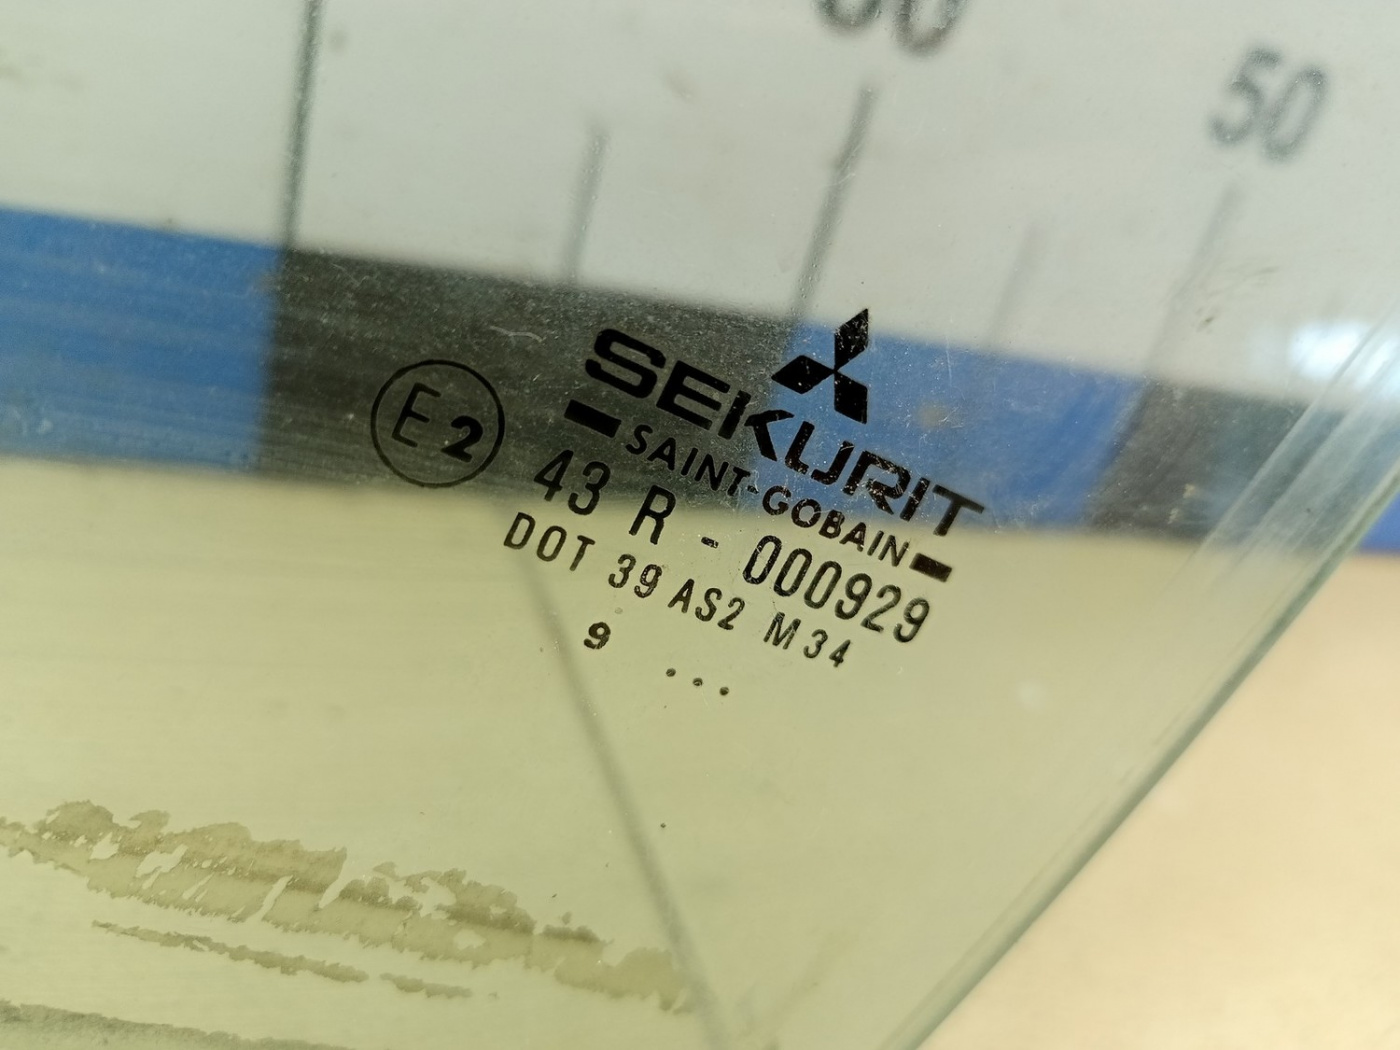 50
SEKURIT
SAINT-GOBAIN
E2
43 R - 000929
DOT 39 AS2 M34
9 ...